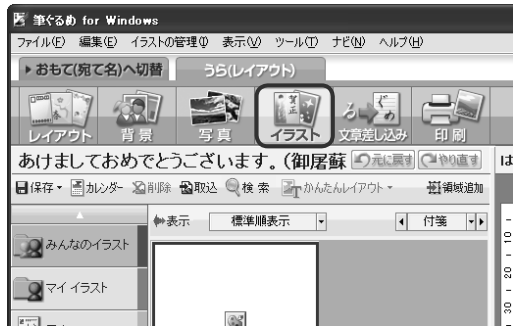 筆ぐるめ for Windows
ファイル(F) 編集(E) イラストの管理(I) 表示(V) ツール(T) ナビ(N) ヘルプ(H)
おもて(宛て名)へ切替 うら(レイアウト)
レイアウト 背景 写真 イラスト 文章差し込み 印刷
あけましておめでとうございます。(御屠蘇 元に戻す やり直す は
保存 カレンダー 削除 取込 検索 かんたんレイアウト 領域追加
表示 標準順表示 付箋
みんなのイラスト
マイ イラスト
10
20
30